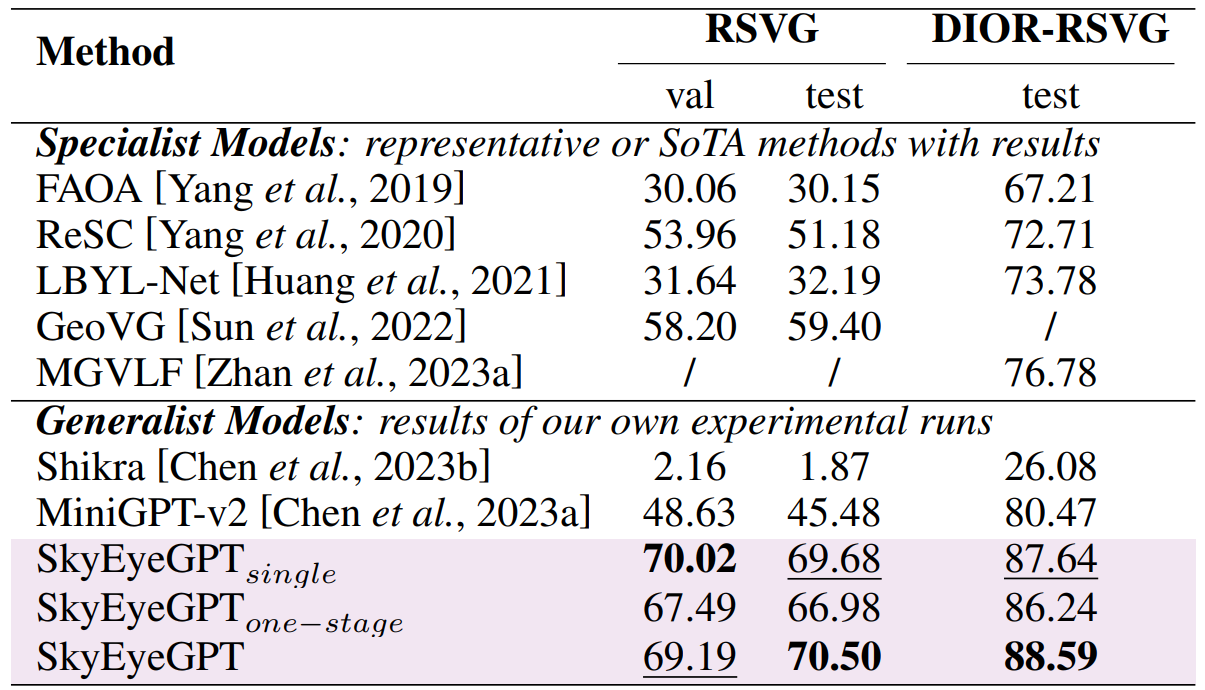 Method RSVG DIOR-RSVG
val test test
Specialist Models: representative or SoTA methods with results
FAOA [Yang et al., 2019] 30.06 30.15 67.21
ReSC [Yang et al., 2020] 53.96 51.18 72.71
LBYL-Net [Huang et al., 2021] 31.64 32.19 73.78
GeoVG [Sun et al., 2022] 58.20 59.40 /
MGVLF [Zhan et al., 2023a] / / 76.78
Generalist Models: results of our own experimental runs
Shikra [Chen et al., 2023b] 2.16 1.87 26.08
MiniGPT-v2 [Chen et al., 2023a] 48.63 45.48 80.47
SkyEyeGPT single 70.02 69.68 87.64
SkyEyeGPT one−stage 67.49 66.98 86.24
SkyEyeGPT 69.19 70.50 88.59